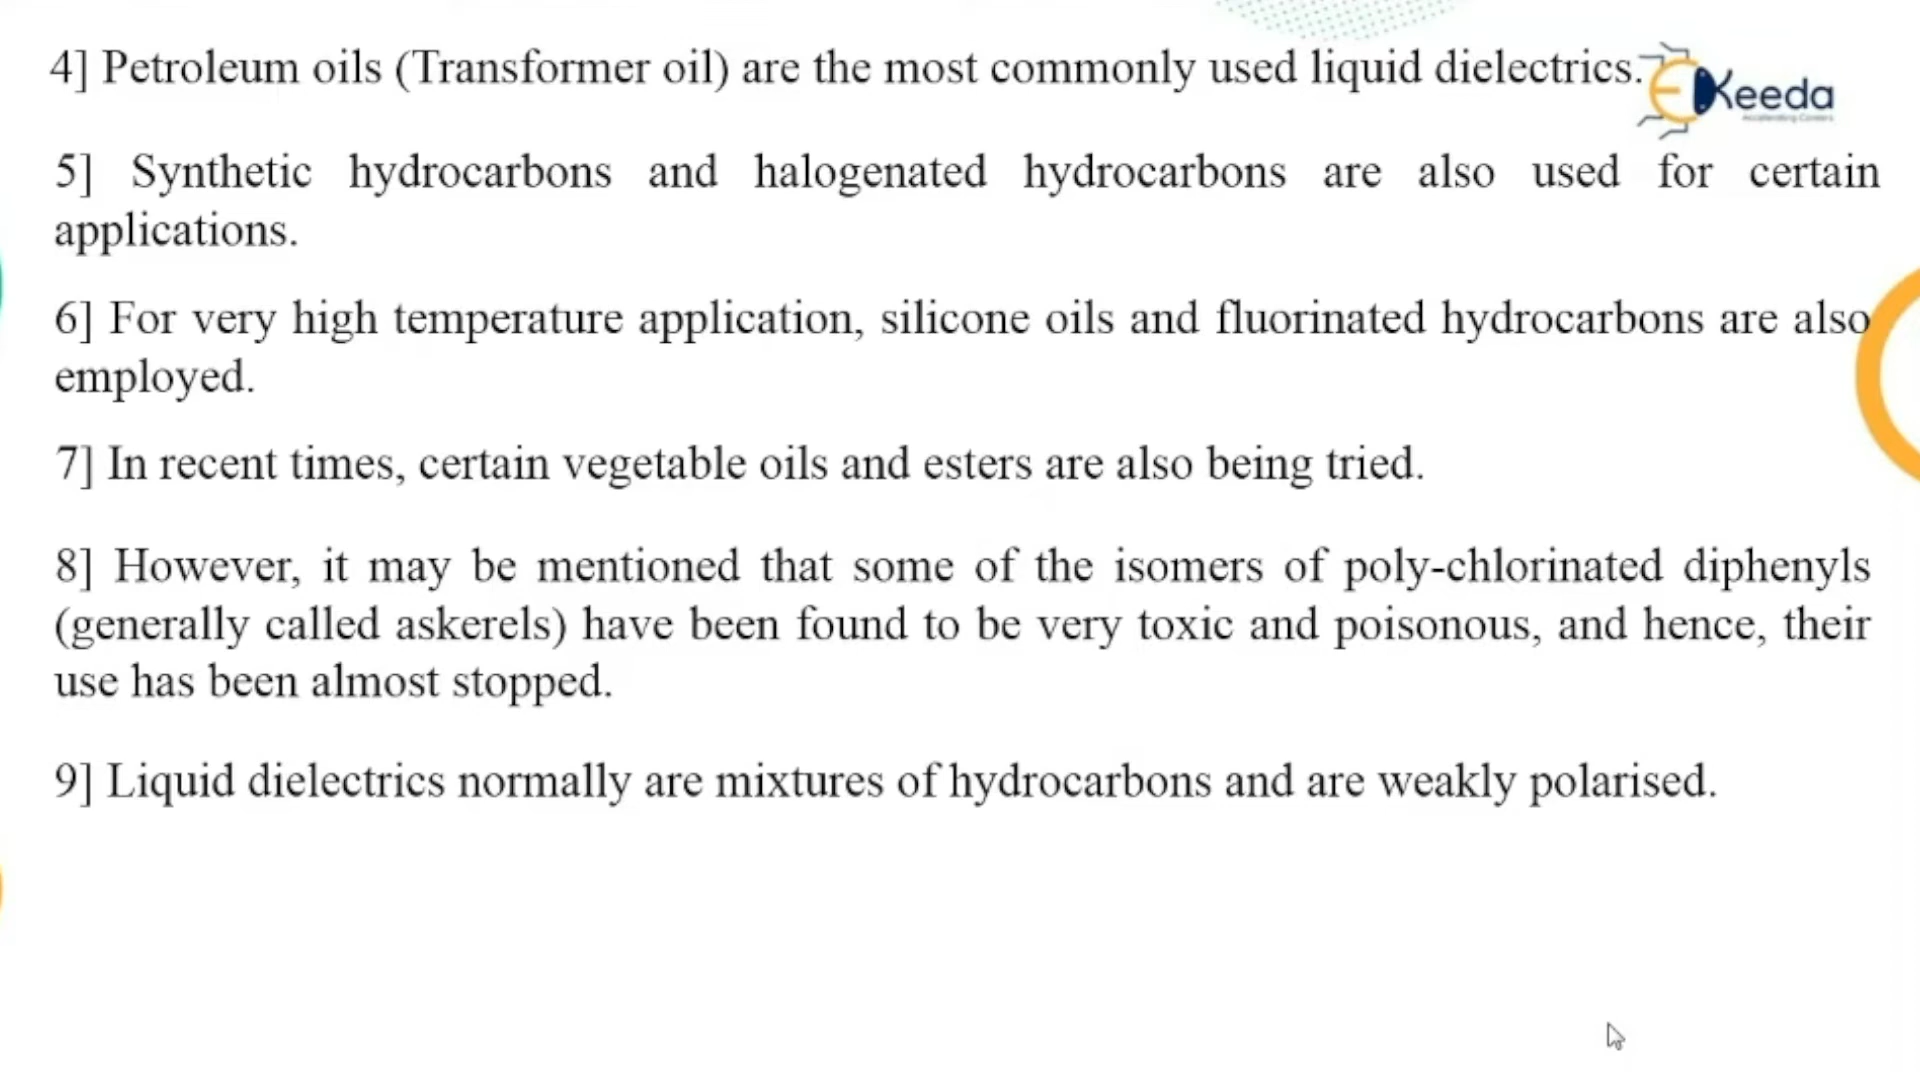 4] Petroleum oils (Transformer oil) are the most commonly used liquid dielectrics.
Keeda
5] Synthetic hydrocarbons and halogenated hydrocarbons are also used for certain
applications.
6] For very high temperature application, silicone oils and fluorinated hydrocarbons are also
employed.
7] In recent times, certain vegetable oils and esters are also being tried.
8] However, it may be mentioned that some of the isomers of poly-chlorinated diphenyls
(generally called askerels) have been found to be very toxic and poisonous, and hence, their
use has been almost stopped.
9] Liquid dielectrics normally are mixtures of hydrocarbons and are weakly polarised.